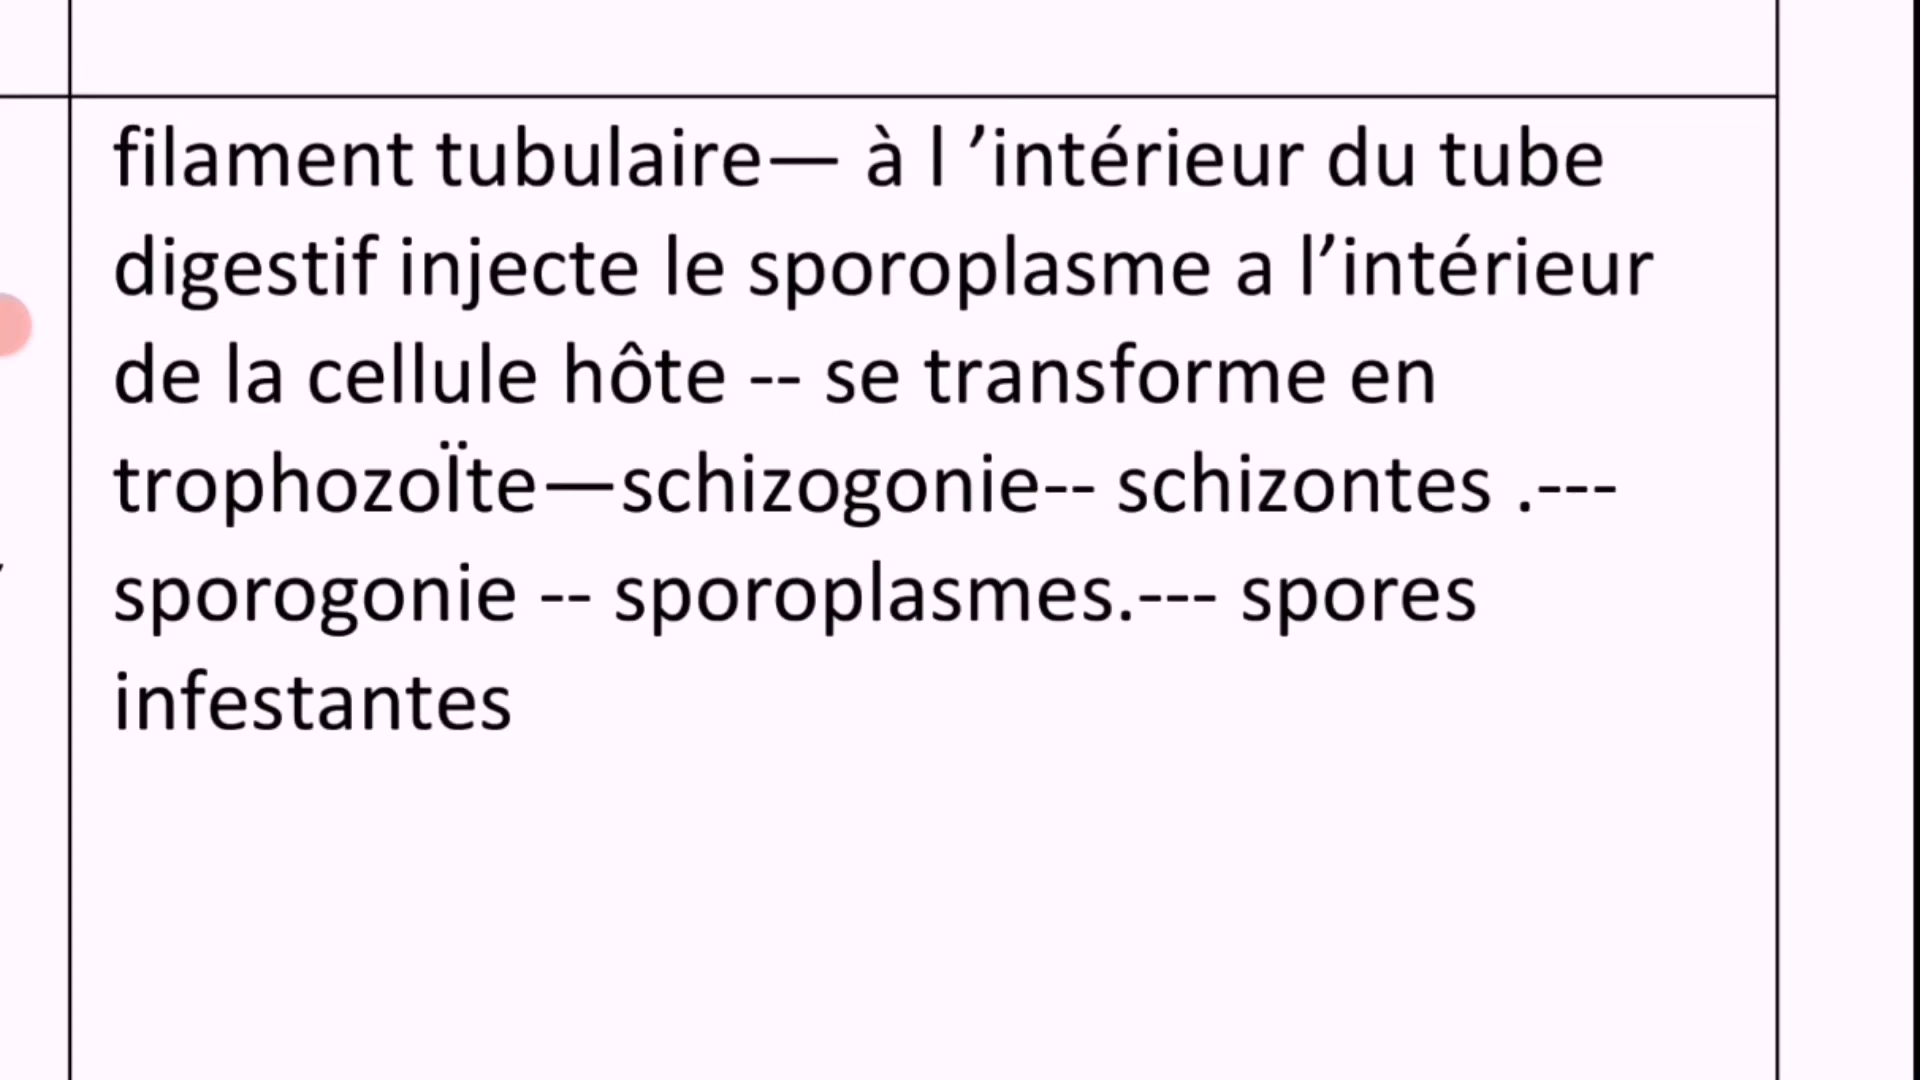 filament tubulaire— à l ’intérieur du tube
digestif injecte le sporoplasme a l’intérieur
de la cellule hôte -- se transforme en
trophozoÏte—schizogonie-- schizontes .---
sporogonie -- sporoplasmes.--- spores
infestantes